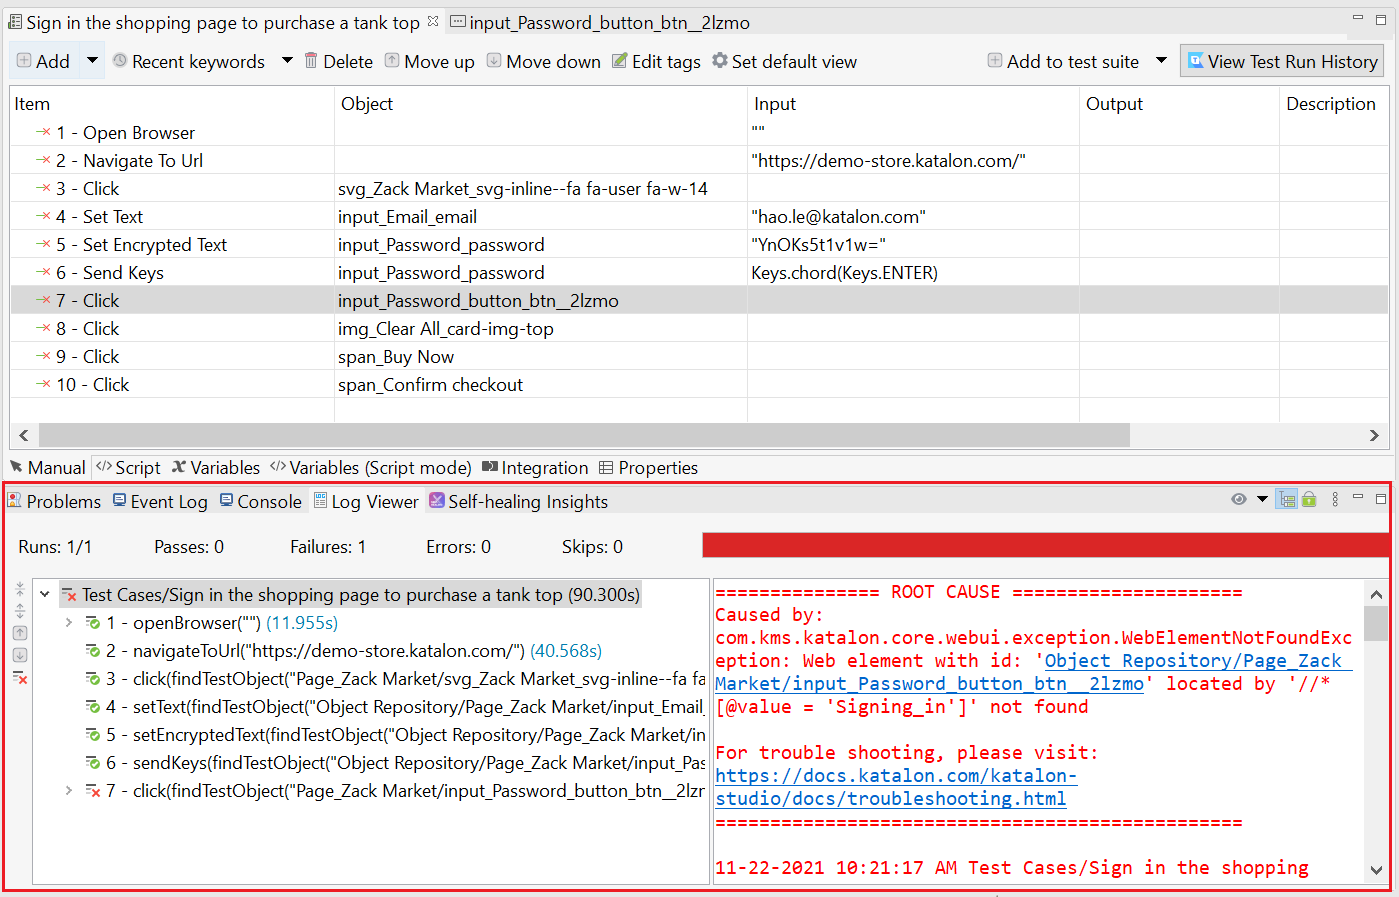 Sign in the shopping page to purchase a tank top
input_Password_button_btn__2lzmo
Add
Recent keywords
Delete
Move up
Move down
Edit tags
Set default view
Add to test suite
View Test Run History
Item Object Input Output Description
1 - Open Browser ""
2 - Navigate To Url "https://demo-store.katalon.com/"
3 - Click svg_Zack Market_svg-inline--fa fa-user fa-w-14
4 - Set Text input_Email_email "hao.le@katalon.com"
5 - Set Encrypted Text input_Password_password "YnOKs5t1v1w="
6 - Send Keys input_Password_password Keys.chord(Keys.ENTER)
7 - Click input_Password_button_btn__2lzmo
8 - Click img_Clear All_card-img-top
9 - Click span_Buy Now
10 - Click span_Confirm checkout
Manual </> Script Variables </> Variables (Script mode) Integration Properties
Problems Event Log Console Log Viewer Self-healing Insights
Runs: 1/1 Passes: 0 Failures: 1 Errors: 0 Skips: 0
Test Cases/Sign in the shopping page to purchase a tank top (90.300s)
1 - openBrowser("") (11.955s)
2 - navigateToUrl("https://demo-store.katalon.com/") (40.568s)
3 - click(findTestObject("Page_Zack Market/svg_Zack Market_svg-inline--fa fa
4 - setText(findTestObject("Object Repository/Page_Zack Market/input_Email_
5 - setEncryptedText(findTestObject("Object Repository/Page_Zack Market/in
6 - sendKeys(findTestObject("Object Repository/Page_Zack Market/input_Pas
7 - click(findTestObject("Page_Zack Market/input_Password_button_btn__2lzr
=============== ROOT CAUSE =====================
Caused by:
com.kms.katalon.core.webui.exception.WebElementNotFoundExc
eption: Web element with id: 'Object Repository/Page_Zack
Market/input_Password_button_btn__2lzmo' located by '//*
[@value = 'Signing_in']' not found
For trouble shooting, please visit:
https://docs.katalon.com/katalon-
studio/docs/troubleshooting.html
================================================
11-22-2021 10:21:17 AM Test Cases/Sign in the shopping